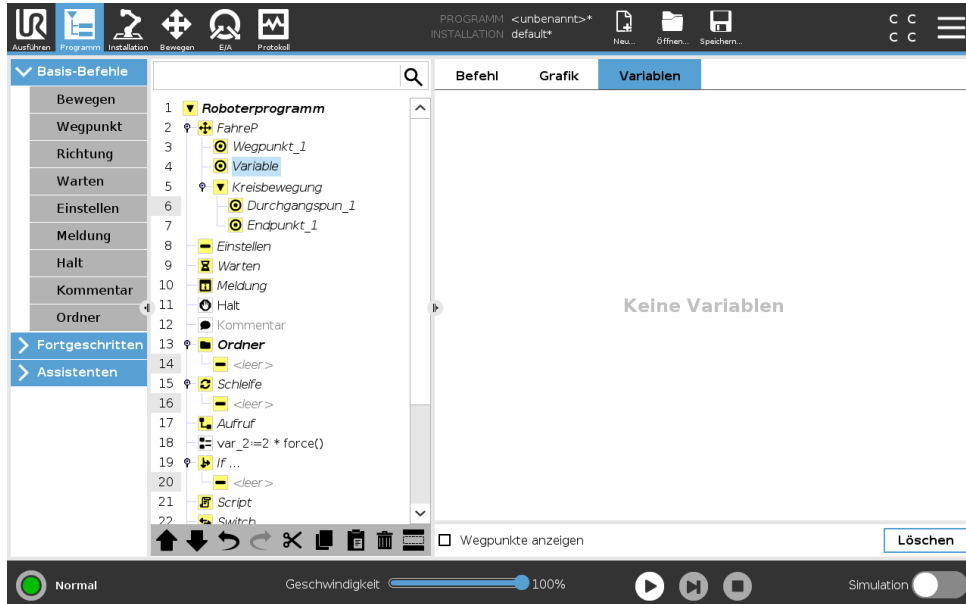 PROGRAMM <unbenannt>*
INSTALLATION default*
UR
Ausführen Programm Installation Bewegen E/A Protokoll
Neu... Öffnen... Speichern...
C C
C C
Basis-Befehle
Bewegen
Wegpunkt
Richtung
Warten
Einstellen
Meldung
Halt
Kommentar
Ordner
Fortgeschritten
Assistenten
1 Roboterprogramm
2 FahreP
3 Wegpunkt_1
4 Variable
5 Kreisbewegung
6 Durchgangspun_1
7 Endpunkt_1
8 Einstellen
9 Warten
10 Meldung
11 Halt
12 Kommentar
13 Ordner
14 <leer>
15 Schleife
16 <leer>
17 Aufruf
18 var_2:=2 * force()
19 If ...
20 <leer>
21 Script
22 Switch
Befehl Grafik Variablen
Keine Variablen
Wegpunkte anzeigen
Löschen
Normal
Geschwindigkeit 100%
Simulation